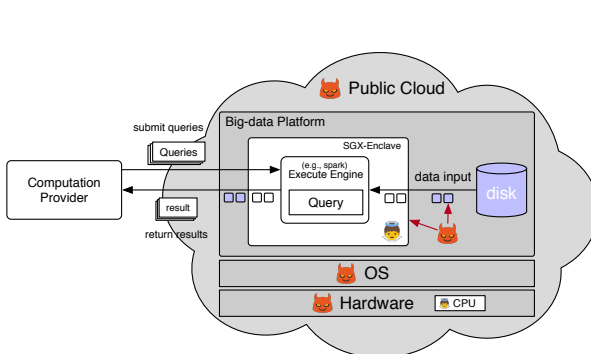 Public Cloud
Big-data Platform
submit queries
Queries
SGX-Enclave
(e.g., spark)
Execute Engine
Query
data input
disk
Computation
Provider
result
return results
OS
Hardware
CPU